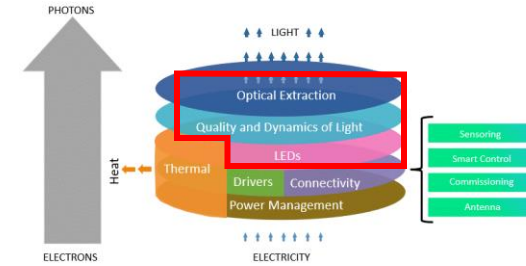 PHOTONS
LIGHT
Optical Extraction
Quality and Dynamics of Light
LEDs
Thermal
Heat
Drivers
Connectivity
Power Management
Sensoring
Smart Control
Commissioning
Antenna
ELECTRONS
ELECTRICITY